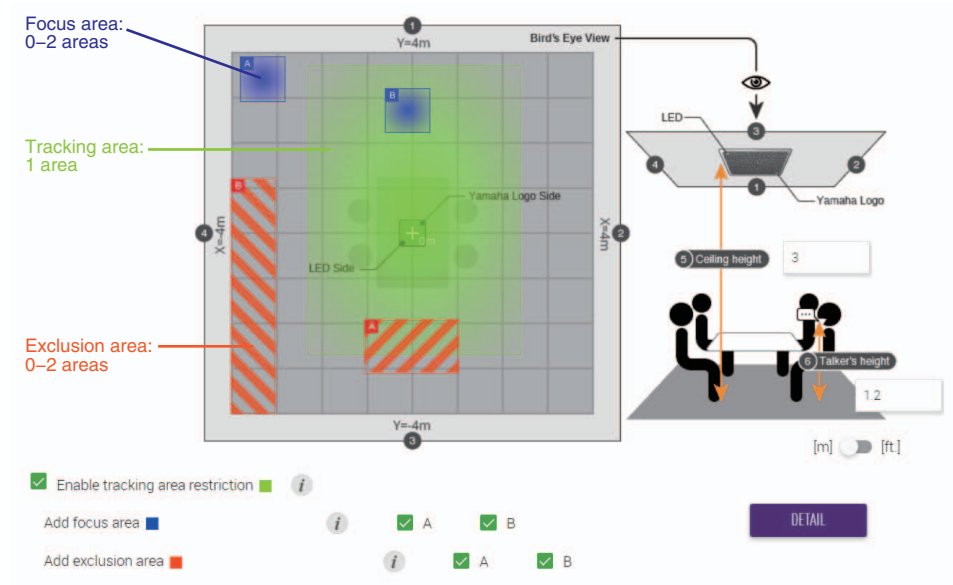 Focus area:
0–2 areas
Tracking area:
1 area
Exclusion area:
0–2 areas
1
Y=4m
Bird's Eye View
A
B
B
Yamaha Logo Side
0m
LED Side
A
4
X=-4m
X=4m
2
Y=-4m
3
LED
3
4
2
1
Yamaha Logo
5 Ceiling height
3
6 Talker's height
1.2
[m] [ft.]
Enable tracking area restriction i
Add focus area i A B
Add exclusion area i A B
DETAIL